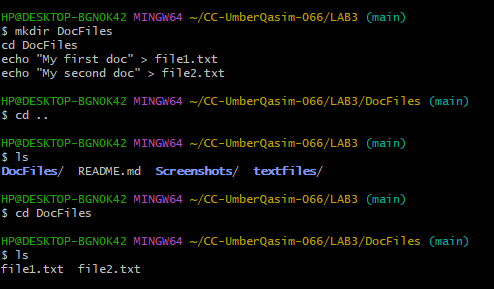 HP@DESKTOP-BGNOK42 MINGW64 ~/CC-UmberQasim-066/LAB3 (main)
$ mkdir DocFiles
cd DocFiles
echo "My first doc" > file1.txt
echo "My second doc" > file2.txt
HP@DESKTOP-BGNOK42 MINGW64 ~/CC-UmberQasim-066/LAB3/DocFiles (main)
$ cd ..
HP@DESKTOP-BGNOK42 MINGW64 ~/CC-UmberQasim-066/LAB3 (main)
$ ls
DocFiles/  README.md  Screenshots/  textfiles/
HP@DESKTOP-BGNOK42 MINGW64 ~/CC-UmberQasim-066/LAB3 (main)
$ cd DocFiles
HP@DESKTOP-BGNOK42 MINGW64 ~/CC-UmberQasim-066/LAB3/DocFiles (main)
$ ls
file1.txt  file2.txt